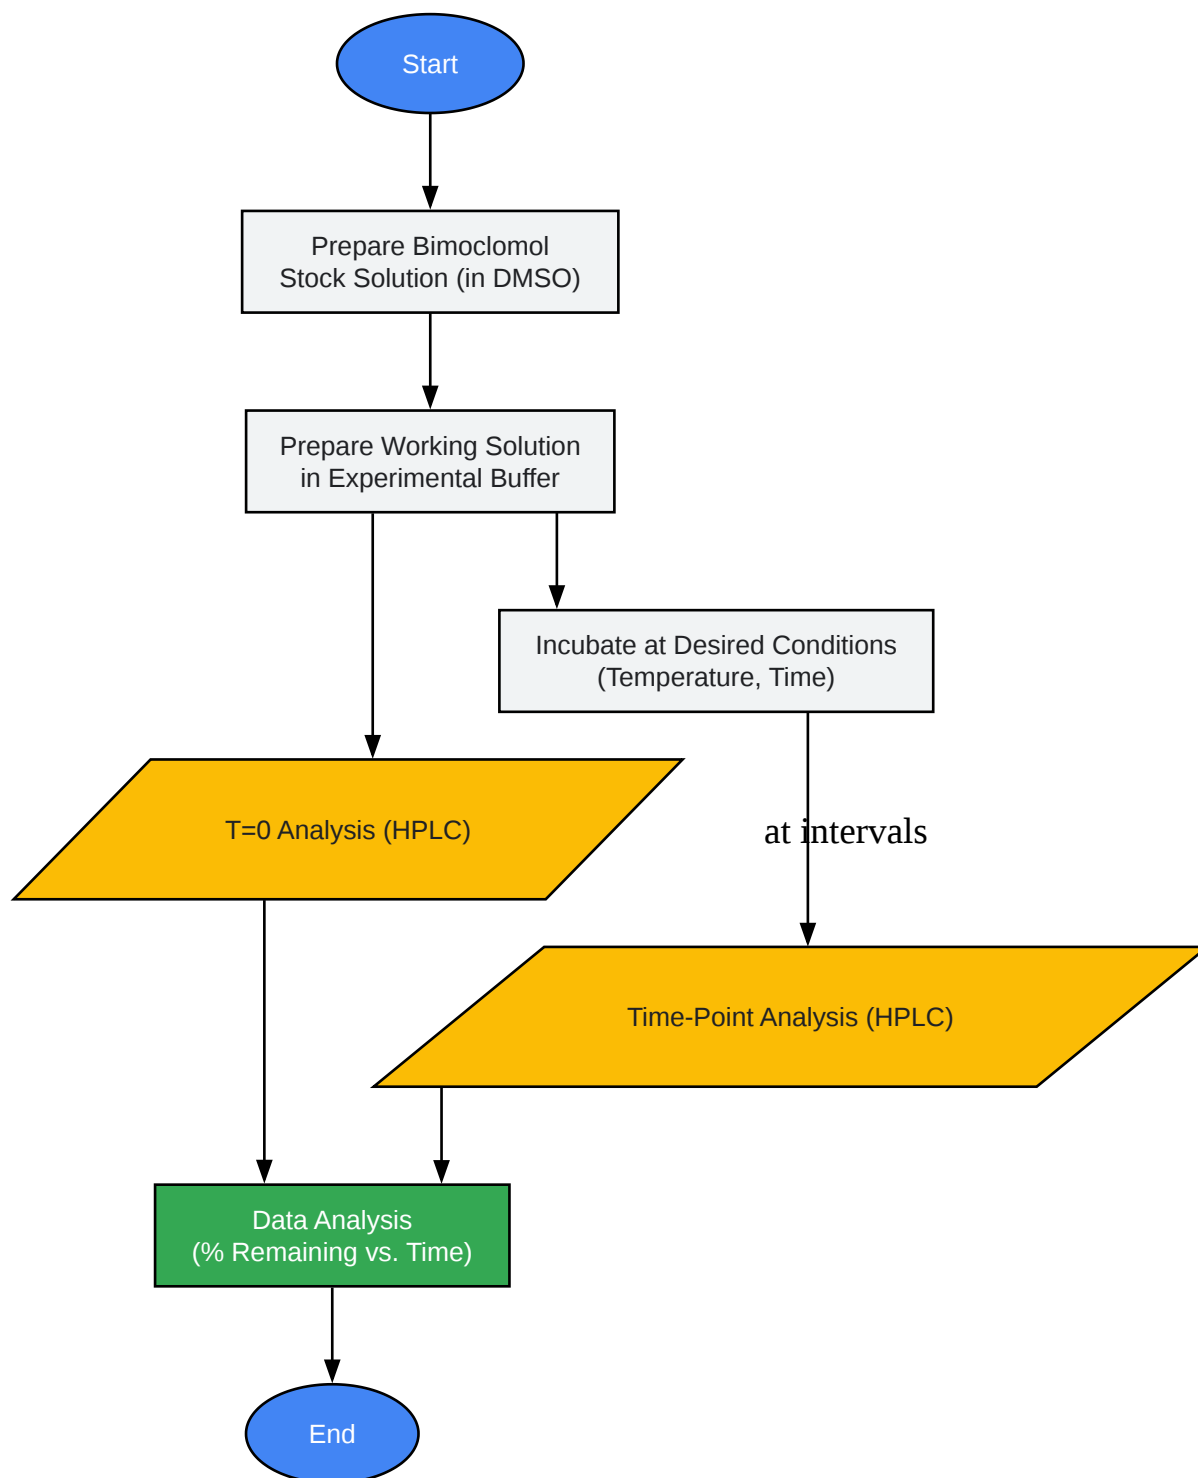 Start
Prepare Bimoclomol
Stock Solution (in DMSO)
Prepare Working Solution
in Experimental Buffer
Incubate at Desired Conditions
(Temperature, Time)
T=0 Analysis (HPLC)
at intervals
Time-Point Analysis (HPLC)
Data Analysis
(% Remaining vs. Time)
End